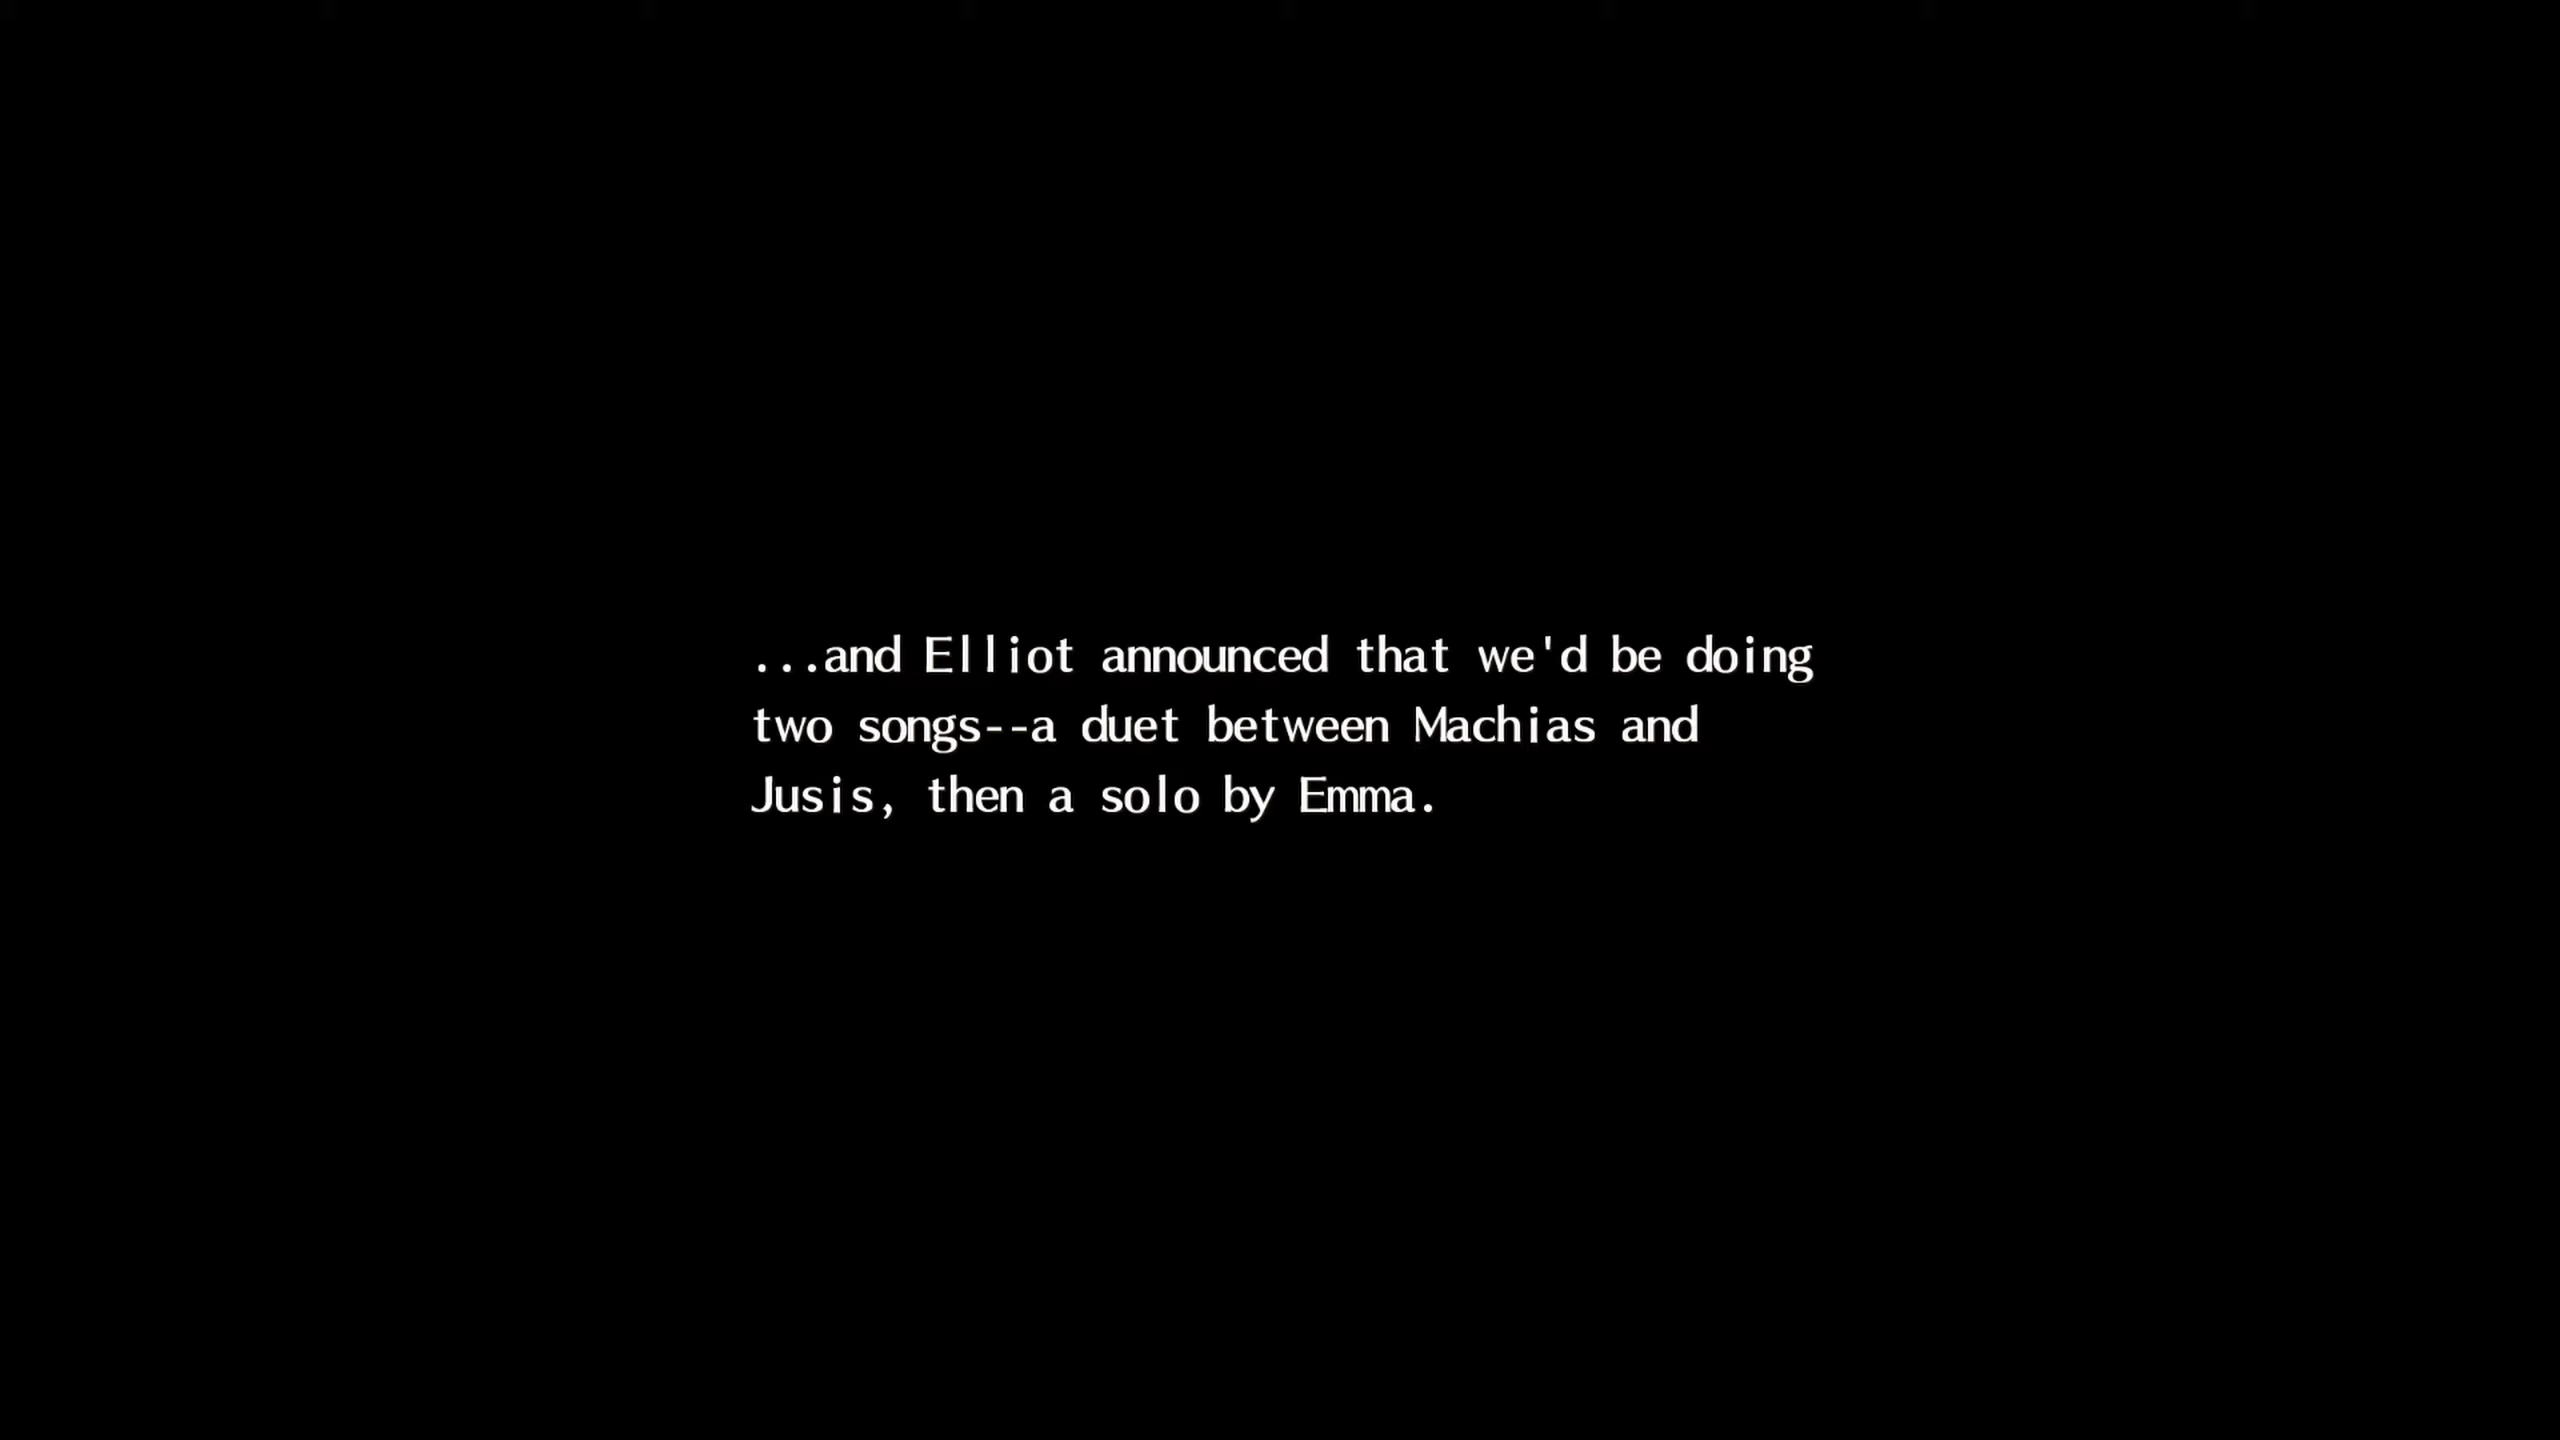 ...and Elliot announced that we'd be doing
two songs--a duet between Machias and
Jusis, then a solo by Emma.